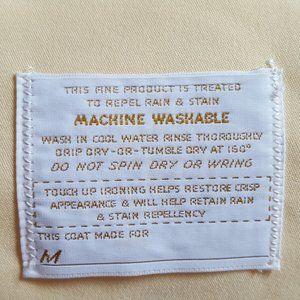 THIS FINE PRODUCT IS TREATED
TO REPEL RAIN & STAIN
MACHINE WASHABLE
WASH IN COOL WATER RINSE THOROUGHLY
DRIP DRY-OR-TUMBLE DRY AT 160°
DO NOT SPIN DRY OR WRING
TOUCH UP IRONING HELPS RESTORE CRISP
APPEARANCE & WILL HELP RETAIN RAIN
& STAIN REPELLENCY
THIS COAT MADE FOR
M